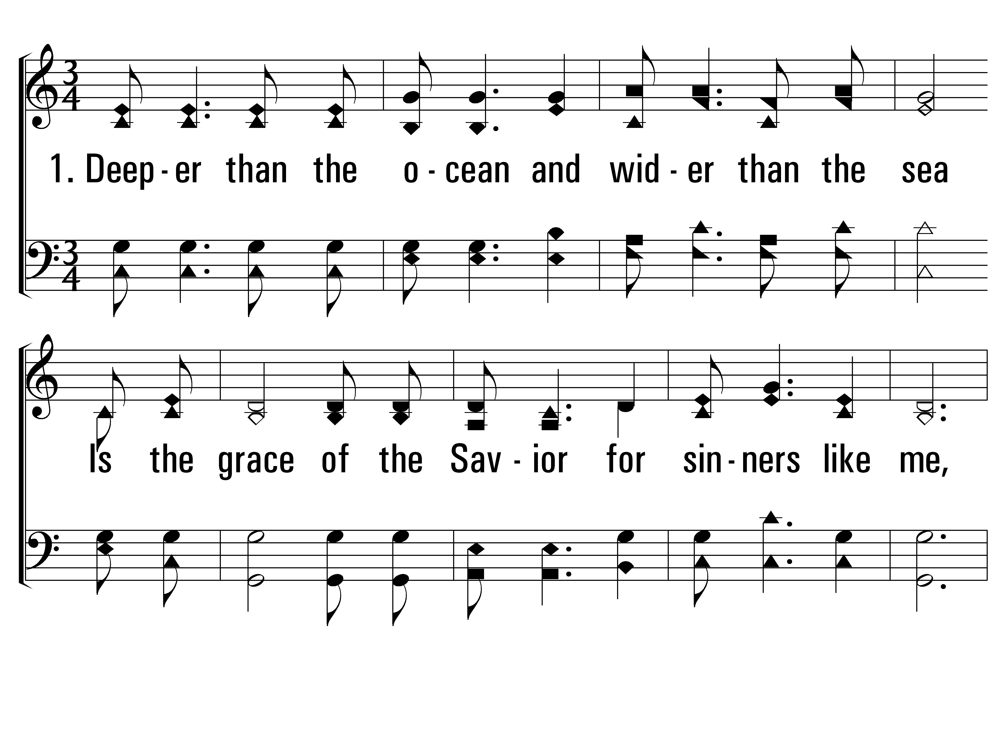 1. Deep - er than the o - cean and wid - er than the sea
Is the grace of the Sav - ior for sin - ners like me,